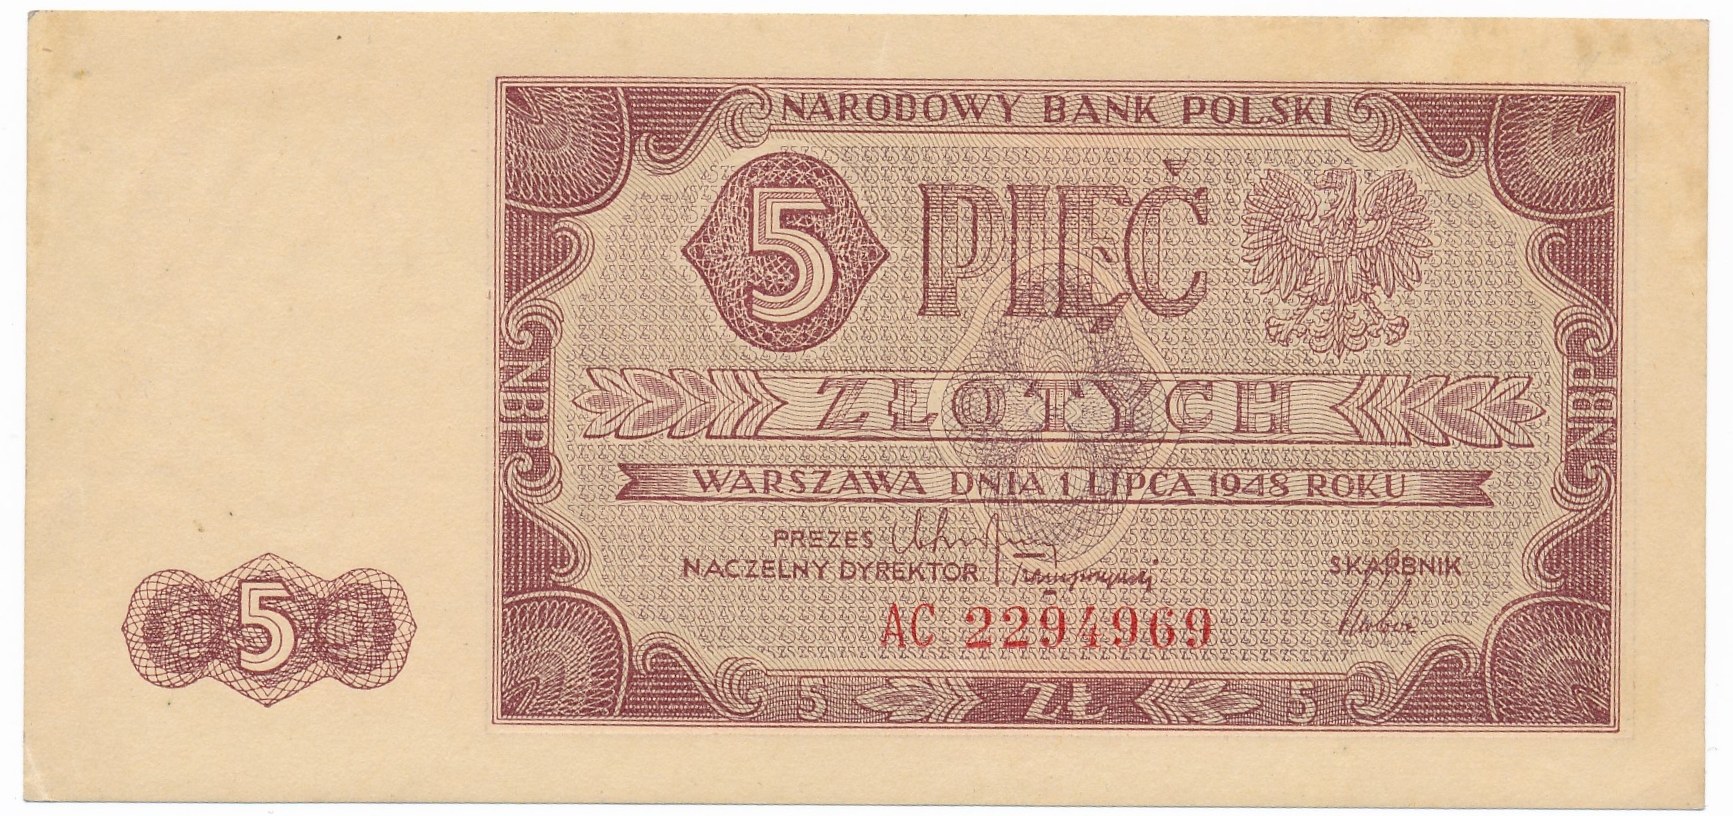 NARODOWY BANK POLSKI
5 PIĘĆ
ZŁOTYCH
NBP NBP
WARSZAWA DNIA 1 LIPCA 1948 ROKU
PREZES
NACZELNY DYREKTOR SKARBNIK
AC 2294969
5 5 ZŁ 5